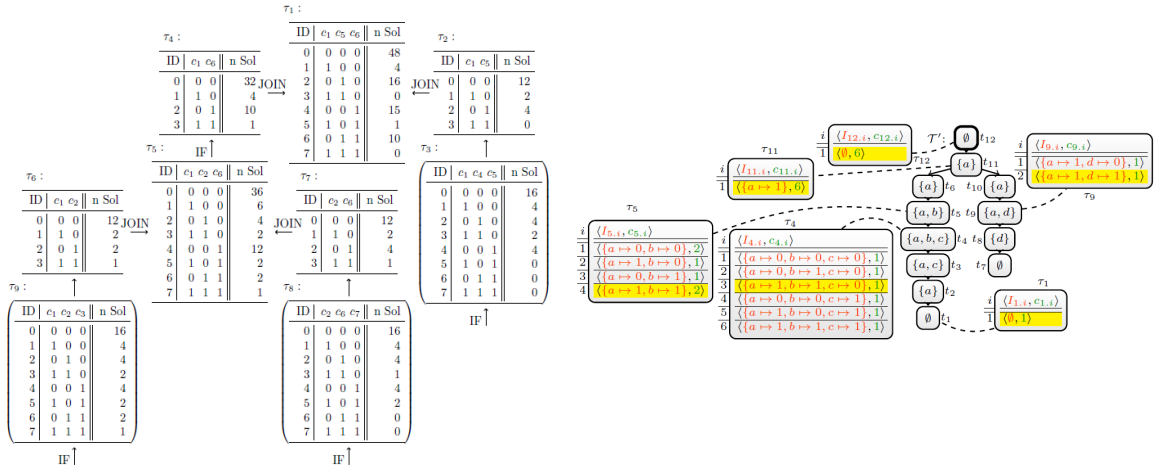 τ₁ :
ID | c₁ c₅ c₆ || n Sol
0 | 0 0 0 || 48
1 | 1 0 0 || 4
2 | 0 1 0 || 16
3 | 1 1 0 || 0
4 | 0 0 1 || 15
5 | 1 0 1 || 1
6 | 0 1 1 || 10
7 | 1 1 1 || 0
τ₄ :
ID | c₁ c₆ || n Sol
0 | 0 0 || 32
1 | 1 0 || 4
2 | 0 1 || 10
3 | 1 1 || 1
JOIN
→
τ₂ :
ID | c₁ c₅ || n Sol
0 | 0 0 || 12
1 | 1 0 || 2
2 | 0 1 || 4
3 | 1 1 || 0
JOIN
←
IF ↑
↑
τ₅ :
ID | c₁ c₂ c₆ || n Sol
0 | 0 0 0 || 36
1 | 1 0 0 || 6
2 | 0 1 0 || 4
3 | 1 1 0 || 2
4 | 0 0 1 || 12
5 | 1 0 1 || 2
6 | 0 1 1 || 2
7 | 1 1 1 || 1
τ₃ :
ID | c₁ c₄ c₅ || n Sol
0 | 0 0 0 || 16
1 | 1 0 0 || 4
2 | 0 1 0 || 4
3 | 1 1 0 || 2
4 | 0 0 1 || 4
5 | 1 0 1 || 0
6 | 0 1 1 || 0
7 | 1 1 1 || 0
IF ↑
τ₆ :
ID | c₁ c₂ || n Sol
0 | 0 0 || 12
1 | 1 0 || 2
2 | 0 1 || 2
3 | 1 1 || 1
JOIN
→
τ₇ :
ID | c₂ c₆ || n Sol
0 | 0 0 || 12
1 | 1 0 || 2
2 | 0 1 || 4
3 | 1 1 || 1
JOIN
←
↑
↑
τ₉ :
ID | c₁ c₂ c₃ || n Sol
0 | 0 0 0 || 16
1 | 1 0 0 || 4
2 | 0 1 0 || 4
3 | 1 1 0 || 2
4 | 0 0 1 || 4
5 | 1 0 1 || 2
6 | 0 1 1 || 2
7 | 1 1 1 || 1
IF ↑
τ₈ :
ID | c₂ c₆ c₇ || n Sol
0 | 0 0 0 || 16
1 | 1 0 0 || 4
2 | 0 1 0 || 4
3 | 1 1 0 || 1
4 | 0 0 1 || 4
5 | 1 0 1 || 2
6 | 0 1 1 || 0
7 | 1 1 1 || 0
IF ↑
i ⟨I₁₂.ᵢ, c₁₂.ᵢ⟩
1 ⟨∅, 6⟩
τ₁₂
𝒯′:
∅ t₁₂
{a} t₁₁
{a} t₆
{a} t₁₀
{a, b} t₅
t₉ {a, d}
{a, b, c} t₄
t₈ {d}
{a, c} t₃
t₇ ∅
{a} t₂
∅ t₁
i ⟨I₉.ᵢ, c₉.ᵢ⟩
1 ⟨{a ↦ 1, d ↦ 0}, 1⟩
2 ⟨{a ↦ 1, d ↦ 1}, 1⟩
τ₉
τ₁₁
i ⟨I₁₁.ᵢ, c₁₁.ᵢ⟩
1 ⟨{a ↦ 1}, 6⟩
τ₅
i ⟨I₅.ᵢ, c₅.ᵢ⟩
1 ⟨{a ↦ 0, b ↦ 0}, 2⟩
2 ⟨{a ↦ 1, b ↦ 0}, 1⟩
3 ⟨{a ↦ 0, b ↦ 1}, 1⟩
4 ⟨{a ↦ 1, b ↦ 1}, 2⟩
τ₄
i ⟨I₄.ᵢ, c₄.ᵢ⟩
1 ⟨{a ↦ 0, b ↦ 0, c ↦ 0}, 1⟩
2 ⟨{a ↦ 0, b ↦ 1, c ↦ 0}, 1⟩
3 ⟨{a ↦ 1, b ↦ 1, c ↦ 0}, 1⟩
4 ⟨{a ↦ 0, b ↦ 0, c ↦ 1}, 1⟩
5 ⟨{a ↦ 1, b ↦ 0, c ↦ 1}, 1⟩
6 ⟨{a ↦ 1, b ↦ 1, c ↦ 1}, 1⟩
τ₁
i ⟨I₁.ᵢ, c₁.ᵢ⟩
1 ⟨∅, 1⟩